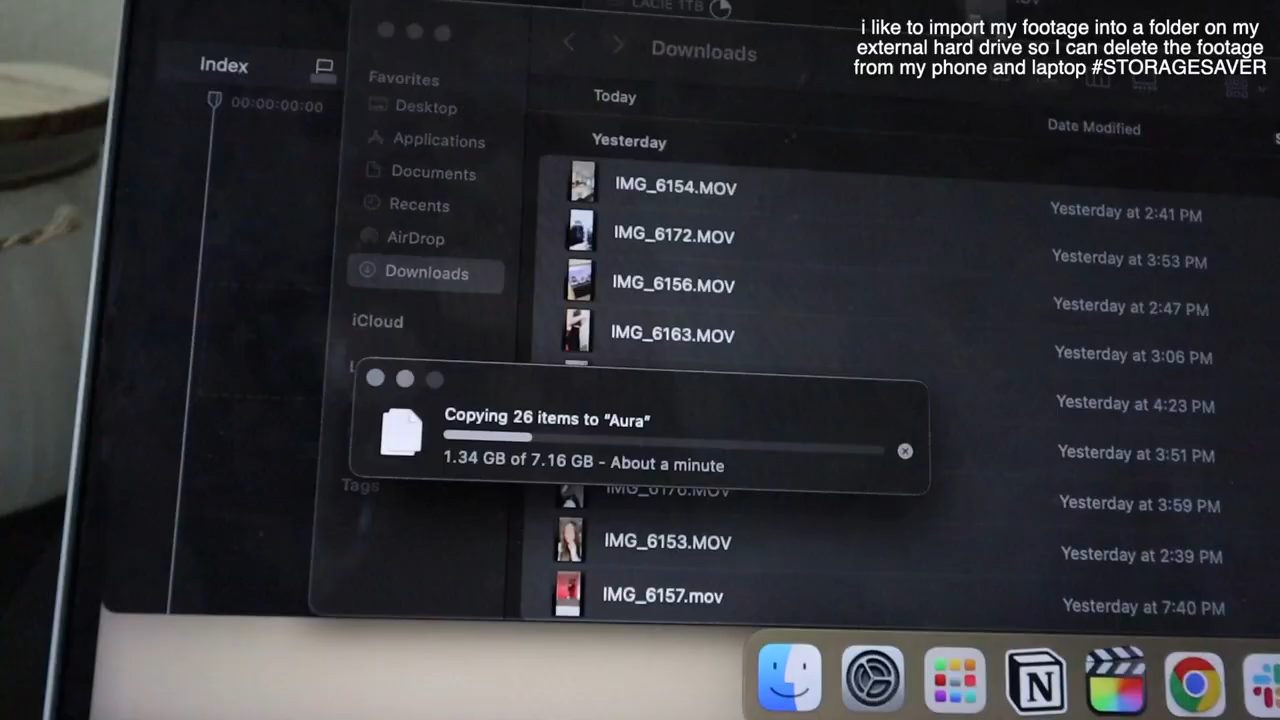 LACIE 1TB
i like to import my footage into a folder on my
external hard drive so I can delete the footage
from my phone and laptop #STORAGESAVER
Index
00:00:00:00
Favorites
Desktop
Applications
Documents
Recents
AirDrop
Downloads
iCloud
Tags
Downloads
Today
Yesterday
Date Modified
IMG_6154.MOV
Yesterday at 2:41 PM
IMG_6172.MOV
Yesterday at 3:53 PM
IMG_6156.MOV
Yesterday at 2:47 PM
IMG_6163.MOV
Yesterday at 3:06 PM
Yesterday at 4:23 PM
Yesterday at 3:51 PM
Copying 26 items to “Aura”
1.34 GB of 7.16 GB - About a minute
IMG_6176.MOV
Yesterday at 3:59 PM
IMG_6153.MOV
Yesterday at 2:39 PM
IMG_6157.mov
Yesterday at 7:40 PM
N